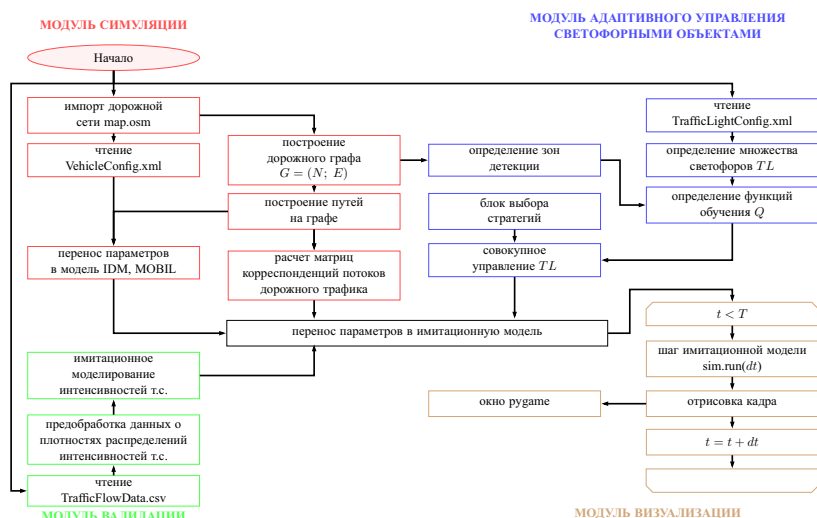 МОДУЛЬ СИМУЛЯЦИИ
МОДУЛЬ АДАПТИВНОГО УПРАВЛЕНИЯ
СВЕТОФОРНЫМИ ОБЪЕКТАМИ
Начало
импорт дорожной
сети map.osm
чтение
VehicleConfig.xml
построение
дорожного графа
G = (N; E)
построение путей
на графе
перенос параметров
в модель IDM, MOBIL
расчет матриц
корреспонденций потоков
дорожного трафика
определение зон
детекции
блок выбора
стратегий
совокупное
управление TL
чтение
TrafficLightConfig.xml
определение множества
светофоров TL
определение функций
обучения Q
перенос параметров в имитационную модель
t < T
шаг имитационной модели
sim.run(dt)
отрисовка кадра
окно pygame
t = t + dt
имитационное
моделирование
интенсивностей т.с.
предобработка данных о
плотностях распределений
интенсивностей т.с.
чтение
TrafficFlowData.csv
МОДУЛЬ ВАЛИДАЦИИ
МОДУЛЬ ВИЗУАЛИЗАЦИИ